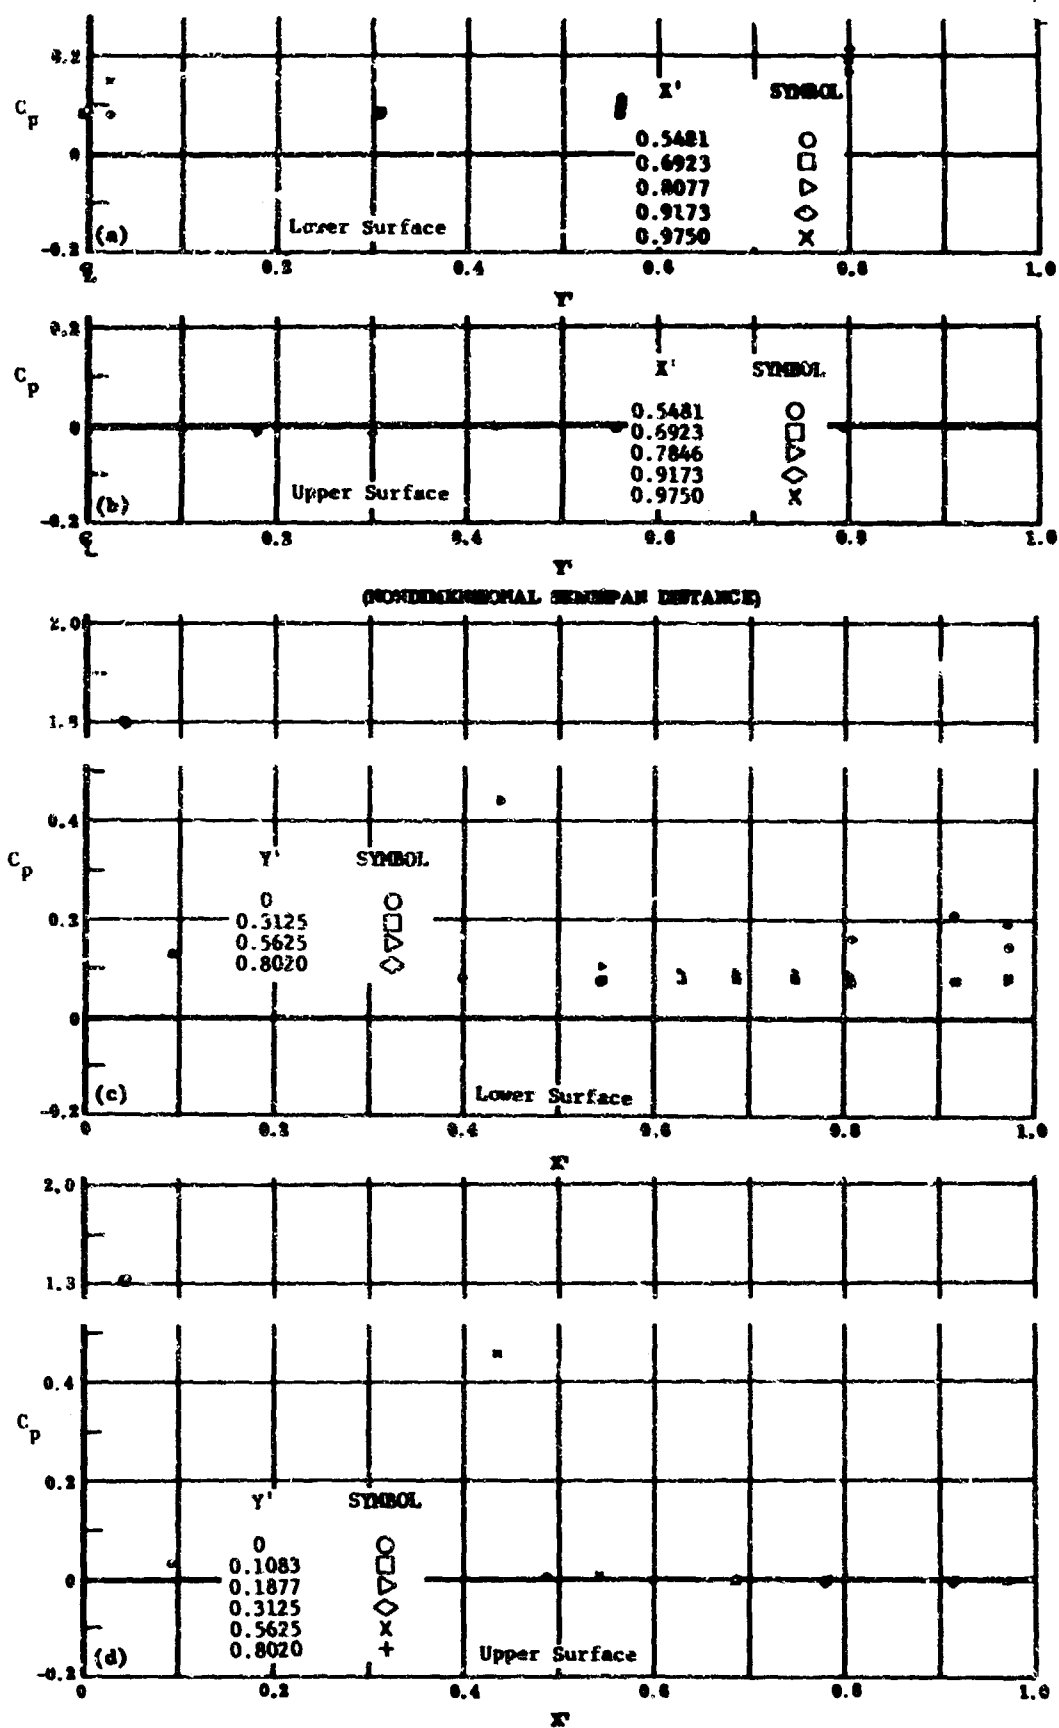 0.2
X' SYMBOL
C
p
0.5481
0
0.6923
0.8077
0.9173
(a) Lower Surface
0.9750
-0.2
0.2 0.4 0.6 0.8 1.0
Y'
0.2
C
p
X' SYMBOL
0.5481
0
0.6923
0.7846
0.9173
(b) Upper Surface
0.9750 X
-0.2
0.2 0.4 0.6 0.8 1.0
Y'
(NONDIMENSIONAL SEMISPAN DISTANCE)
2.0
1.5
0.4
C
p
Y' SYMBOL
0
0.2
0.3125
0.5625
0.8020
0
(c) Lower Surface
-0.2
0 0.2 0.4 0.6 0.8 1.0
X'
2.0
1.3
0.4
C
p
0.2
Y' SYMBOL
0
0.1083
0
0.1877
0.3125
0.5625 X
0.8020 +
(d) Upper Surface
-0.2
0 0.2 0.4 0.6 0.8 1.0
X'